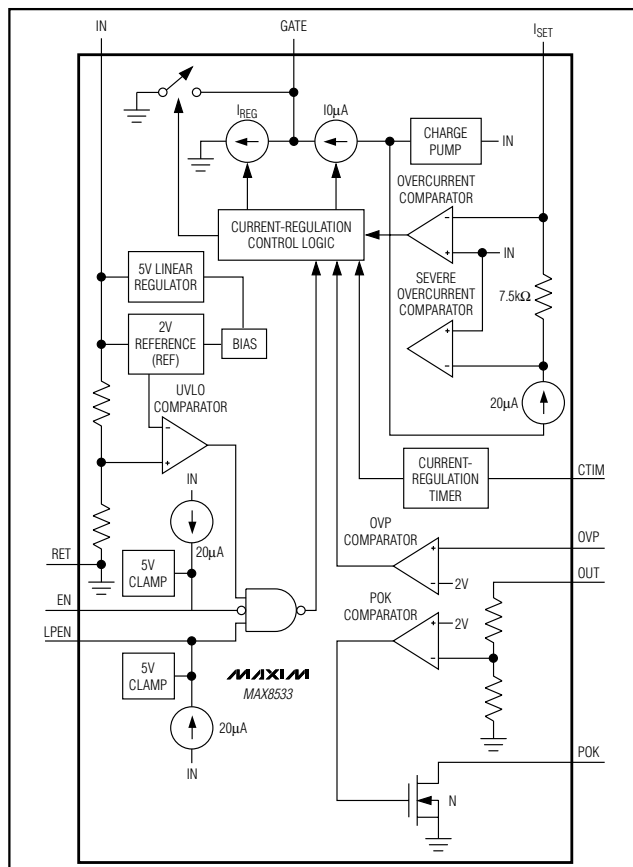 IN
GATE
ISET
IREG
I0µA
CHARGE
PUMP
IN
OVERCURRENT
COMPARATOR
-
+
IN
CURRENT-REGULATION
CONTROL LOGIC
5V LINEAR
REGULATOR
SEVERE
OVERCURRENT
COMPARATOR
+
-
7.5kΩ
2V
REFERENCE
(REF)
BIAS
UVLO
COMPARATOR
-
+
20µA
CURRENT-
REGULATION
TIMER
CTIM
IN
20µA
OVP
COMPARATOR
+
-
2V
OVP
RET
5V
CLAMP
OUT
EN
POK
COMPARATOR
+
-
2V
LPEN
5V
CLAMP
MAXIM
MAX8533
20µA
IN
POK
N